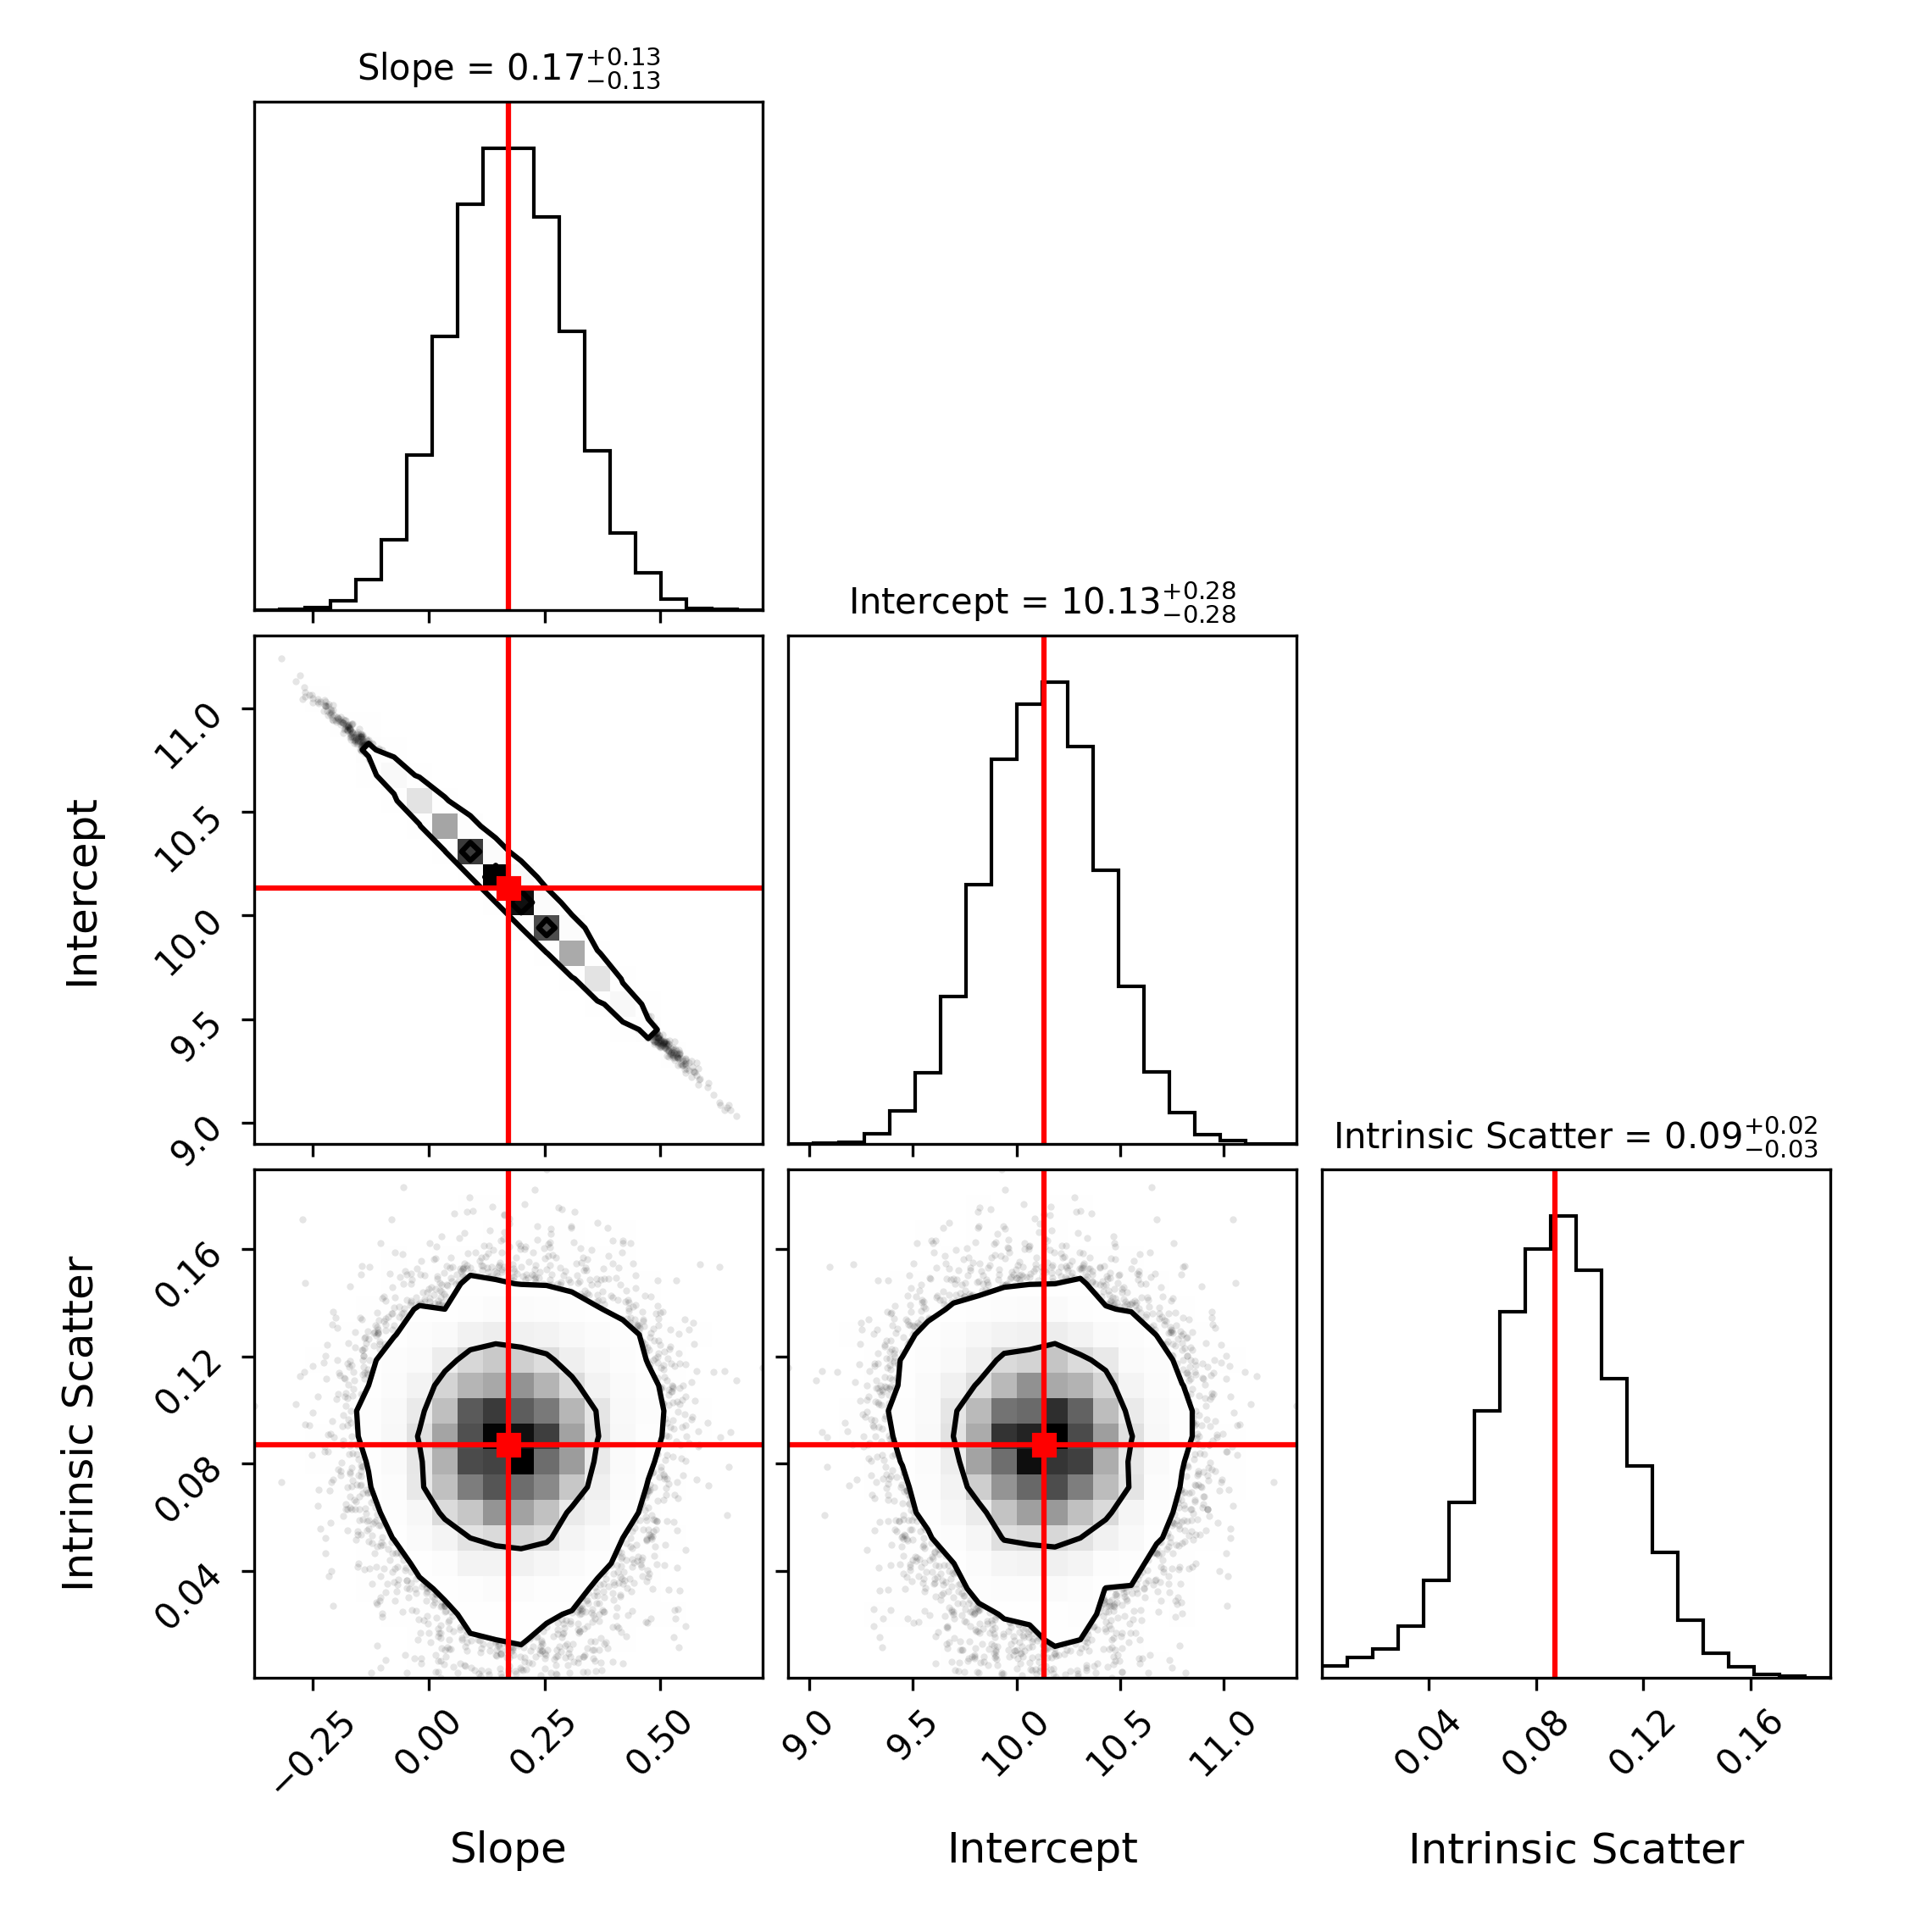 Slope = 0.17 +0.13 −0.13
Intercept = 10.13 +0.28 −0.28
Intercept
11.0
10.5
10.0
9.5
9.0
Intrinsic Scatter = 0.09 +0.02 −0.03
Intrinsic Scatter
0.16
0.12
0.08
0.04
−0.25 0.00 0.25 0.50
9.0 9.5 10.0 10.5 11.0
0.04 0.08 0.12 0.16
Slope
Intercept
Intrinsic Scatter